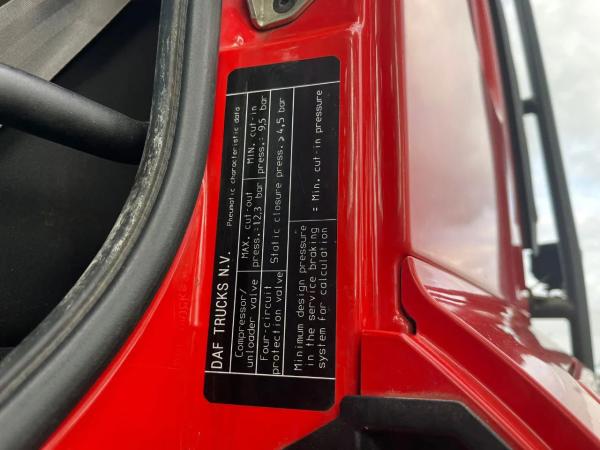 DAF TRUCKS N.V.
Pneumatic characteristic data
Compressor/
unloader valve
MAX. cut-out
press.:12,3 bar
MIN. cut-in
press.: 9,5 bar
Four-circuit
protection valve
Static closure press. ≥4,5 bar
Minimum design pressure
in the service braking
system for calculation
= Min. cut-in pressure